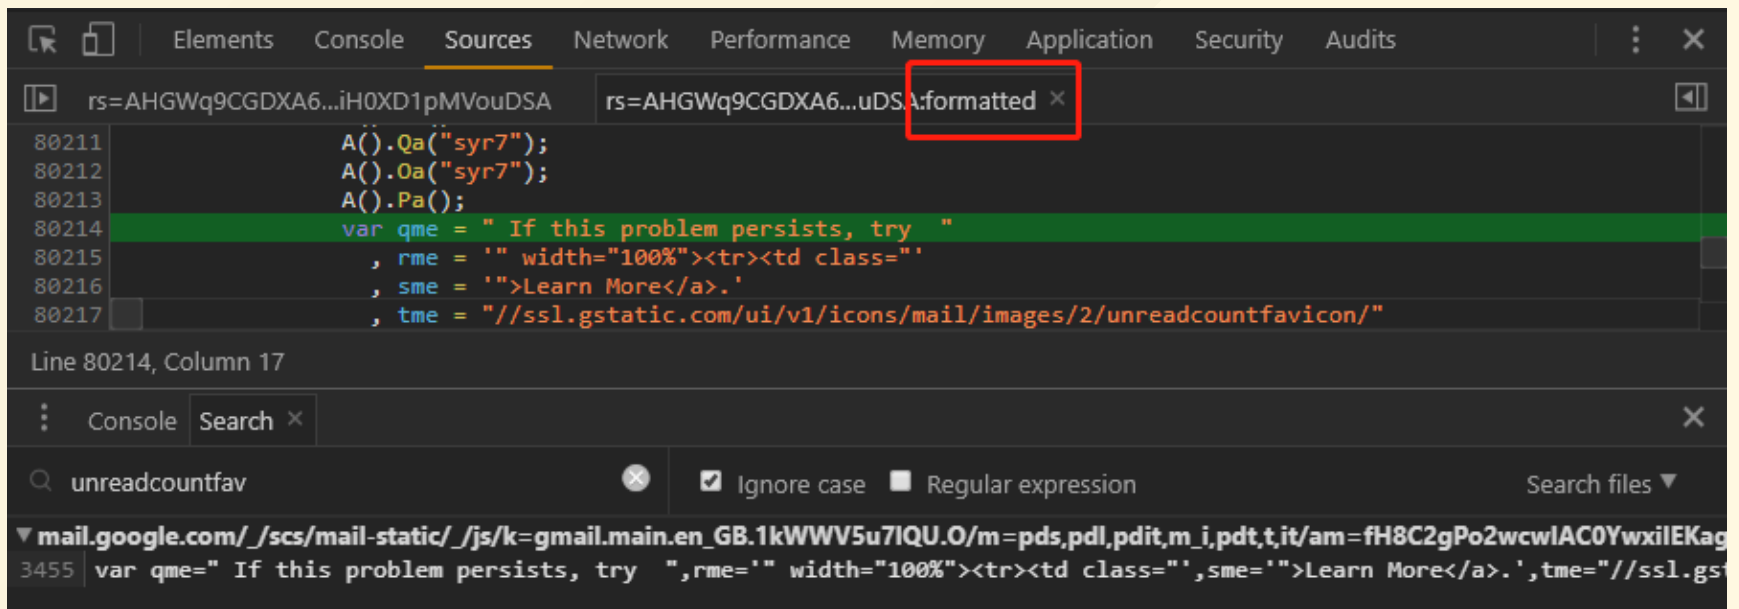 Elements Console Sources Network Performance Memory Application Security Audits
rs=AHGWq9CGDXA6...iH0XD1pMVouDSA rs=AHGWq9CGDXA6...uDSA:formatted
80211 A().Qa("syr7");
80212 A().Oa("syr7");
80213 A().Pa();
80214 var qme = " If this problem persists, try  "
80215 , rme = '" width="100%"><tr><td class="'
80216 , sme = '">Learn More</a>.'
80217 , tme = "//ssl.gstatic.com/ui/v1/icons/mail/images/2/unreadcountfavicon/"
Line 80214, Column 17
Console Search
unreadcountfav Ignore case Regular expression Search files
mail.google.com/_/scs/mail-static/_/js/k=gmail.main.en_GB.1kWWV5u7lQU.O/m=pds,pdl,pdit,m_i,pdt,t,it/am=fH8C2gPo2wcwlAC0YwxilEKag
3455 var qme=" If this problem persists, try  ",rme='" width="100%"><tr><td class="',sme='">Learn More</a>.',tme="//ssl.gst